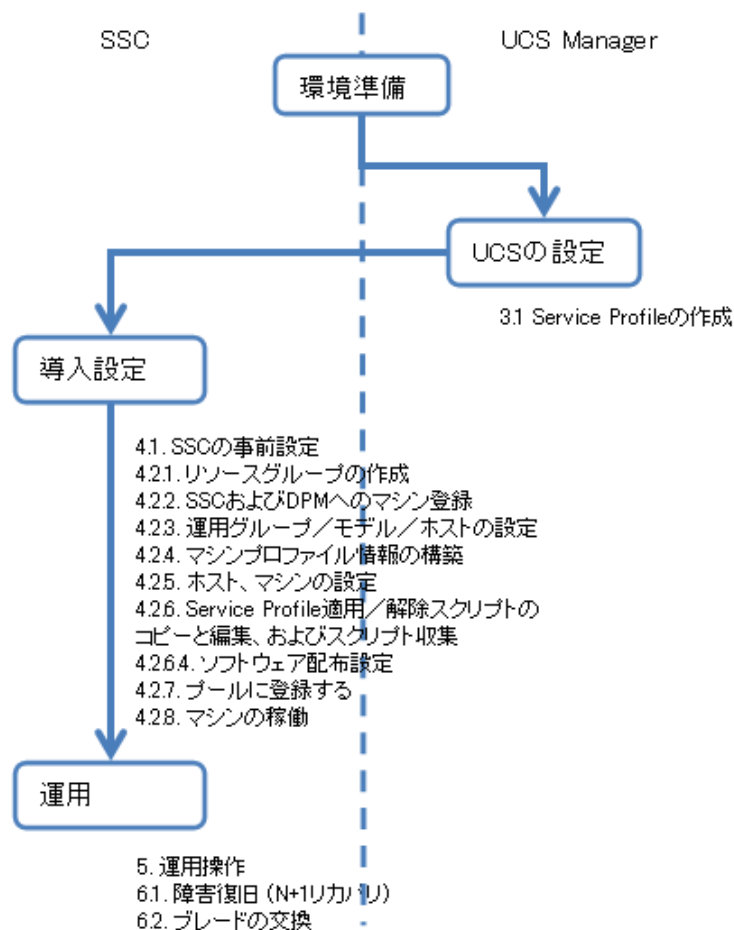 SSC
UCS Manager
環境準備
UCSの設定
3.1 Service Profileの作成
導入設定
4.1. SSCの事前設定
4.2.1. リソースグループの作成
4.2.2. SSCおよびDPMへのマシン登録
4.2.3. 運用グループ／モデル／ホストの設定
4.2.4. マシンプロファイル情報の構築
4.2.5. ホスト、マシンの設定
4.2.6. Service Profile適用／解除スクリプトの
コピーと編集、およびスクリプト収集
4.2.6.4. ソフトウェア配布設定
4.2.7. プールに登録する
4.2.8. マシンの稼働
運用
5. 運用操作
6.1. 障害復旧 (N+1リカバリ)
6.2. ブレードの交換